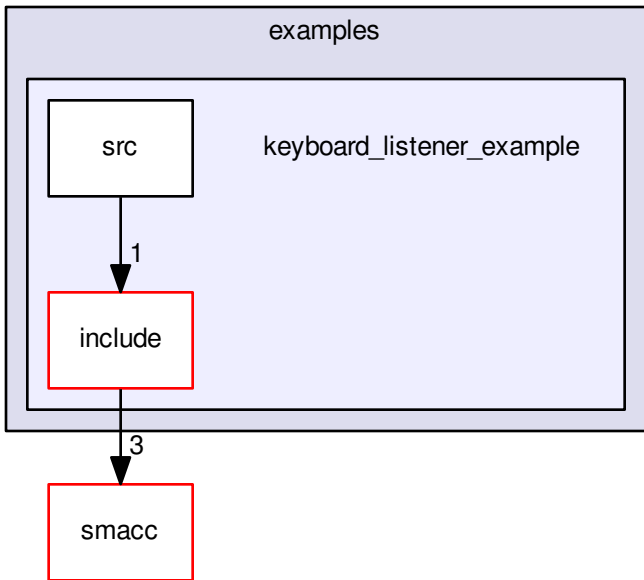 examples
src
keyboard_listener_example
1
include
3
smacc